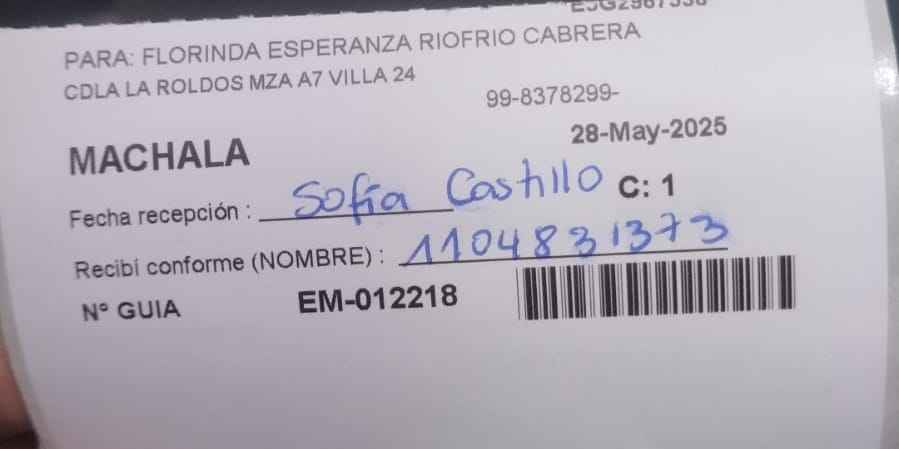 PARA: FLORINDA ESPERANZA RIOFRIO CABRERA
CDLA LA ROLDOS MZA A7 VILLA 24
99-8378299-
MACHALA 28-May-2025
Fecha recepción : Sofía Castillo C: 1
Recibí conforme (NOMBRE) : 1104831373
Nº GUIA EM-012218